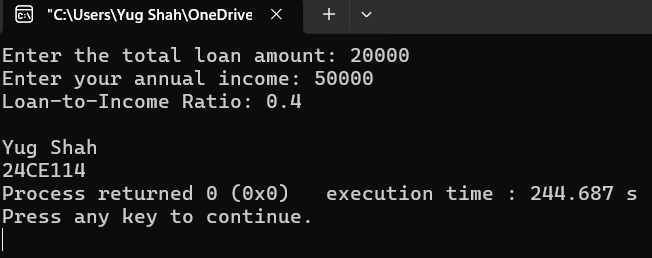 "C:\Users\Yug Shah\OneDrive
Enter the total loan amount: 20000
Enter your annual income: 50000
Loan-to-Income Ratio: 0.4
Yug Shah
24CE114
Process returned 0 (0x0)   execution time : 244.687 s
Press any key to continue.